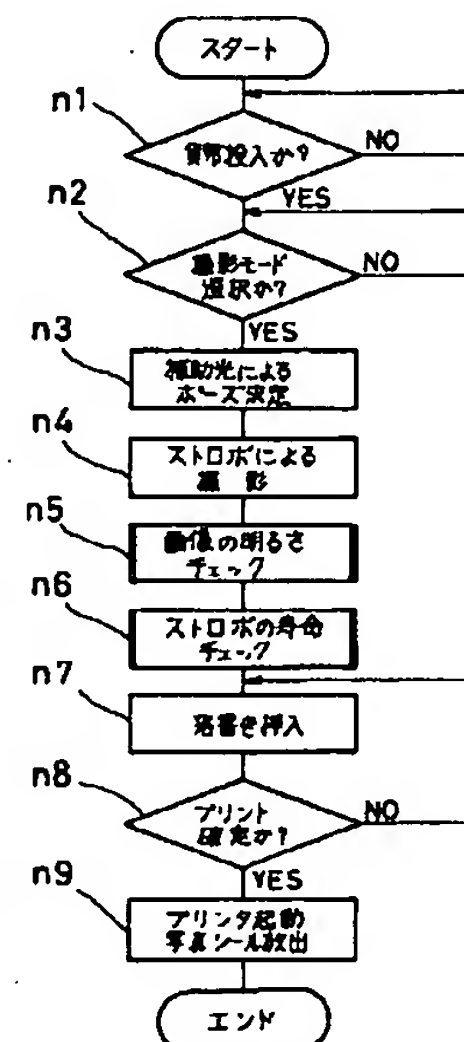 スタート
n1
貨幣投入か?
NO
YES
n2
撮影モード
選択か?
NO
YES
n3
補助光による
ポーズ決定
n4
ストロボによる
撮 影
n5
画像の明るさ
チェック
n6
ストロボの寿命
チェック
n7
落書き挿入
n8
プリント
確定か?
NO
YES
n9
プリンタ起動
写真シール放出
エンド